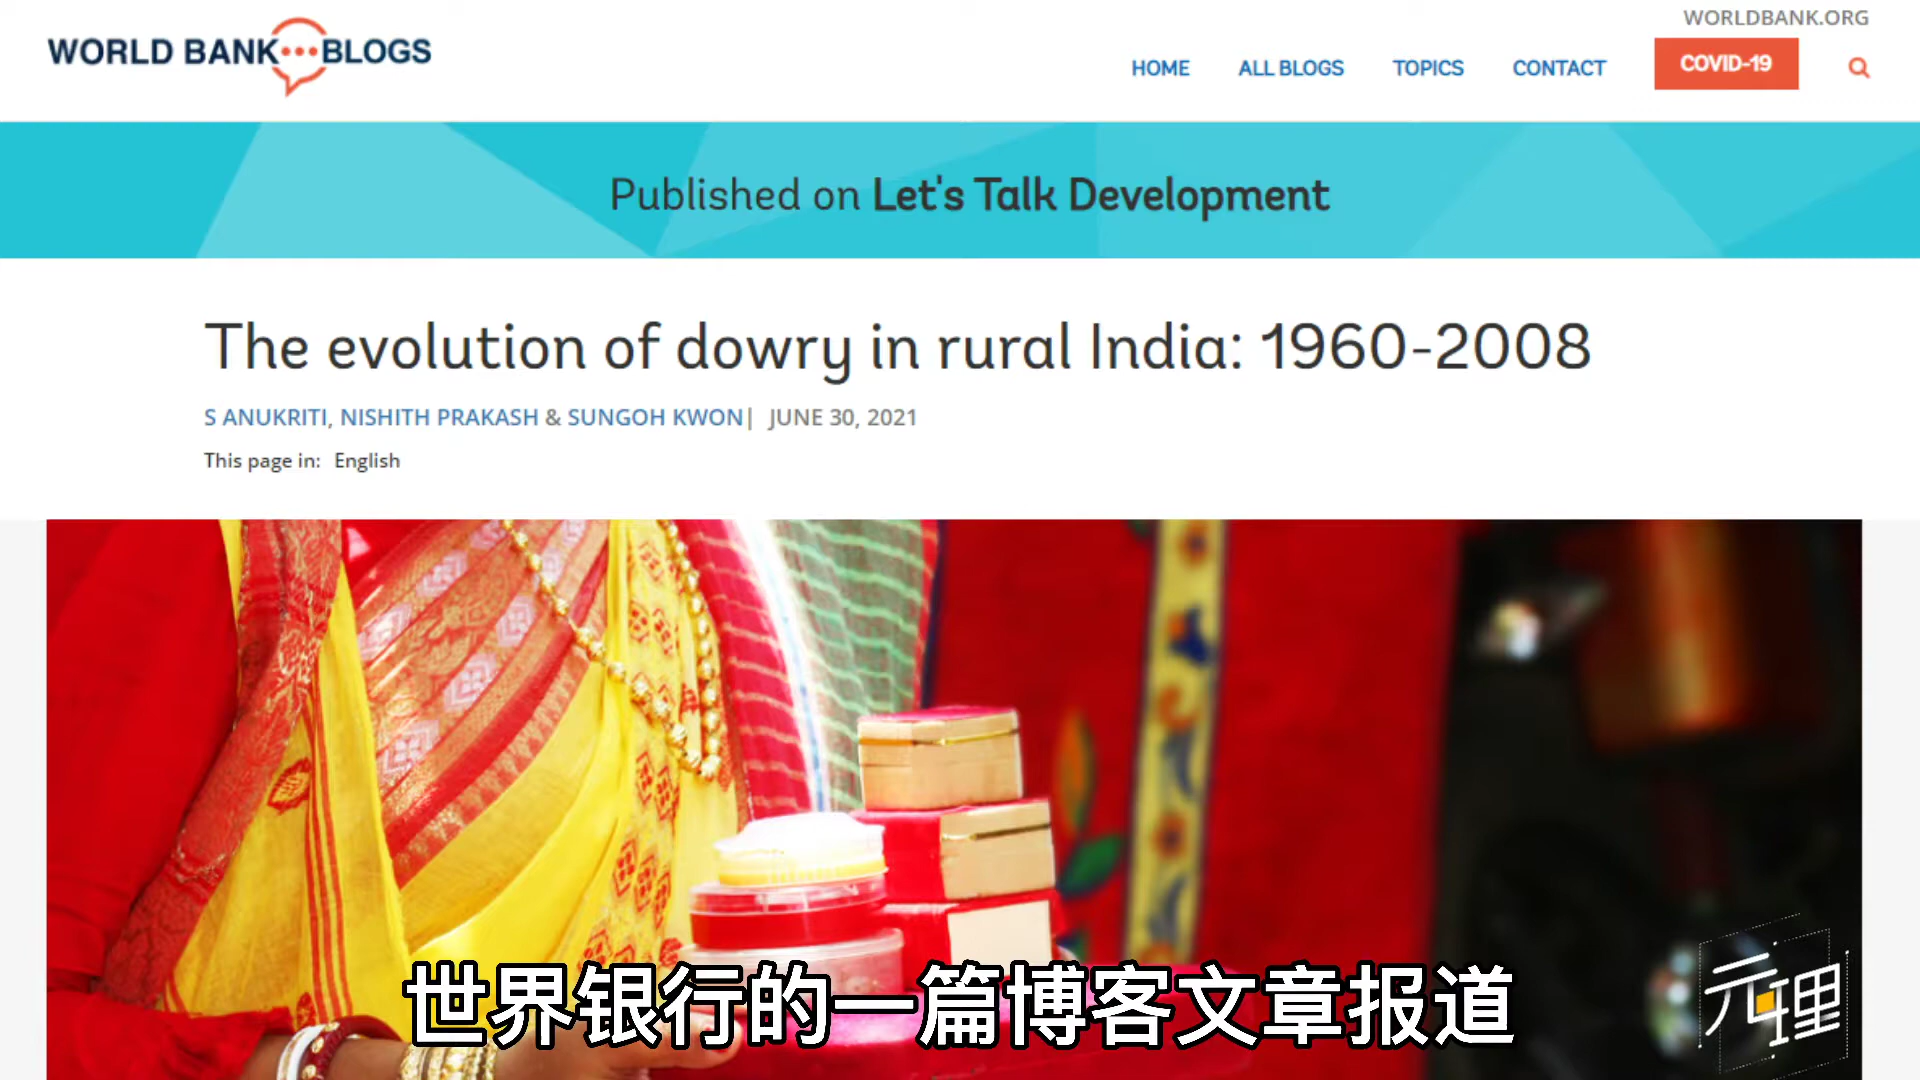 WORLDBANK.ORG
WORLD BANK BLOGS
HOME ALL BLOGS TOPICS CONTACT COVID-19
Published on Let's Talk Development
The evolution of dowry in rural India: 1960-2008
S ANUKRITI, NISHITH PRAKASH & SUNGOH KWON| JUNE 30, 2021
This page in: English
世界银行的一篇博客文章报道
元理